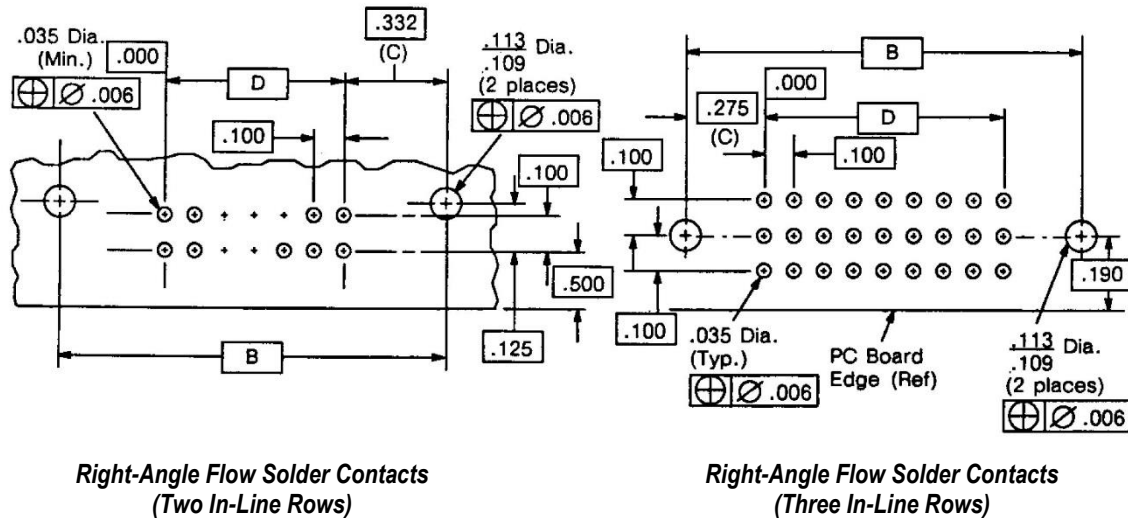 .035 Dia.
(Min.)
⌖ ⌀ .006
.000
D
.332
(C)
.113
.109
Dia.
(2 places)
⌖ ⌀ .006
.100
.100
.500
.125
B
Right-Angle Flow Solder Contacts
(Two In-Line Rows)
B
.000
.275
(C)
D
.100
.100
.190
.100
.035 Dia.
(Typ.)
⌖ ⌀ .006
PC Board
Edge (Ref)
.113
.109
Dia.
(2 places)
⌖ ⌀ .006
Right-Angle Flow Solder Contacts
(Three In-Line Rows)